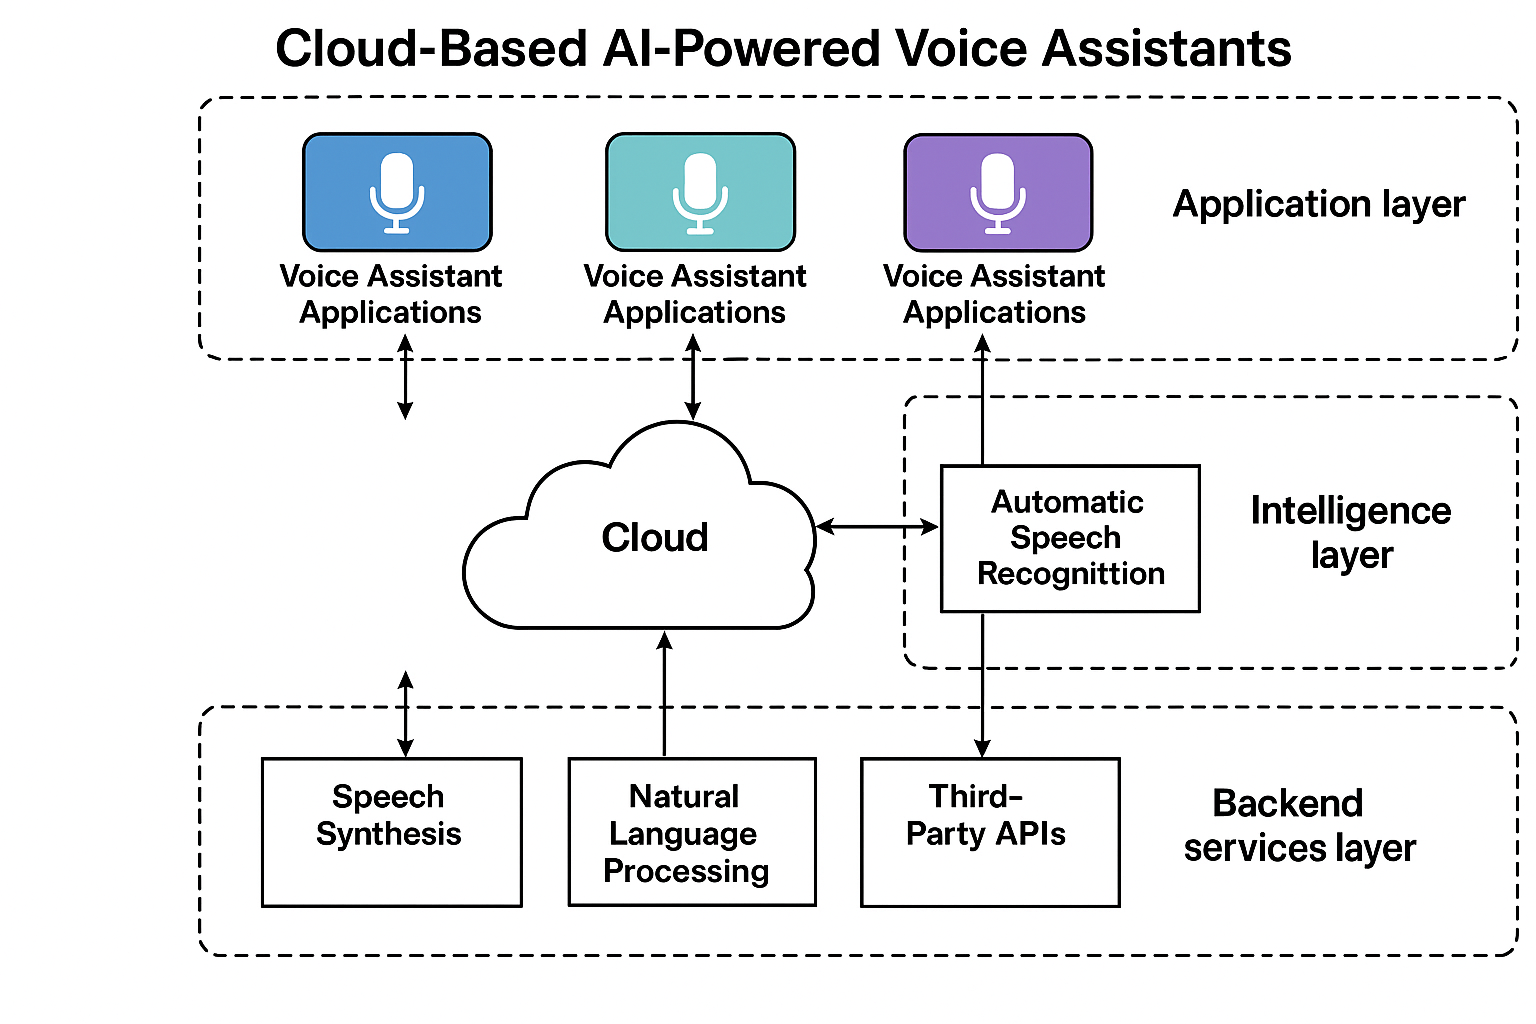 Cloud-Based AI-Powered Voice Assistants
Voice Assistant
Applications
Voice Assistant
Applications
Voice Assistant
Applications
Application layer
Cloud
Automatic
Speech
Recognittion
Intelligence
layer
Speech
Synthesis
Natural
Language
Processing
Third-
Party APIs
Backend
services layer